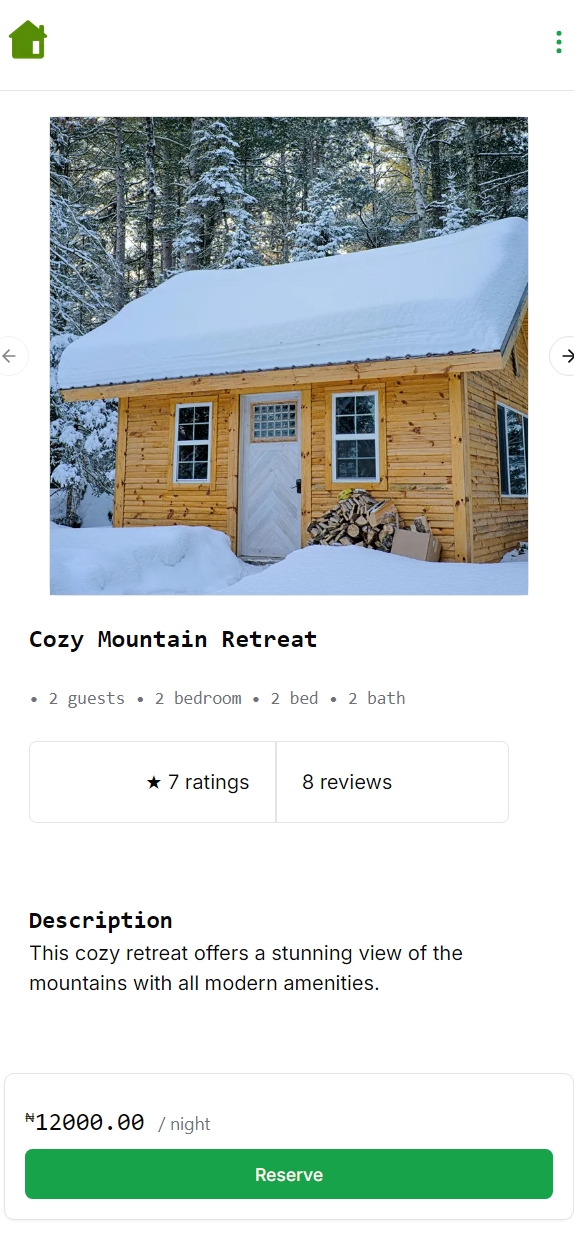 Cozy Mountain Retreat
• 2 guests • 2 bedroom • 2 bed • 2 bath
★ 7 ratings
8 reviews
Description
This cozy retreat offers a stunning view of the
mountains with all modern amenities.
₦12000.00 / night
Reserve